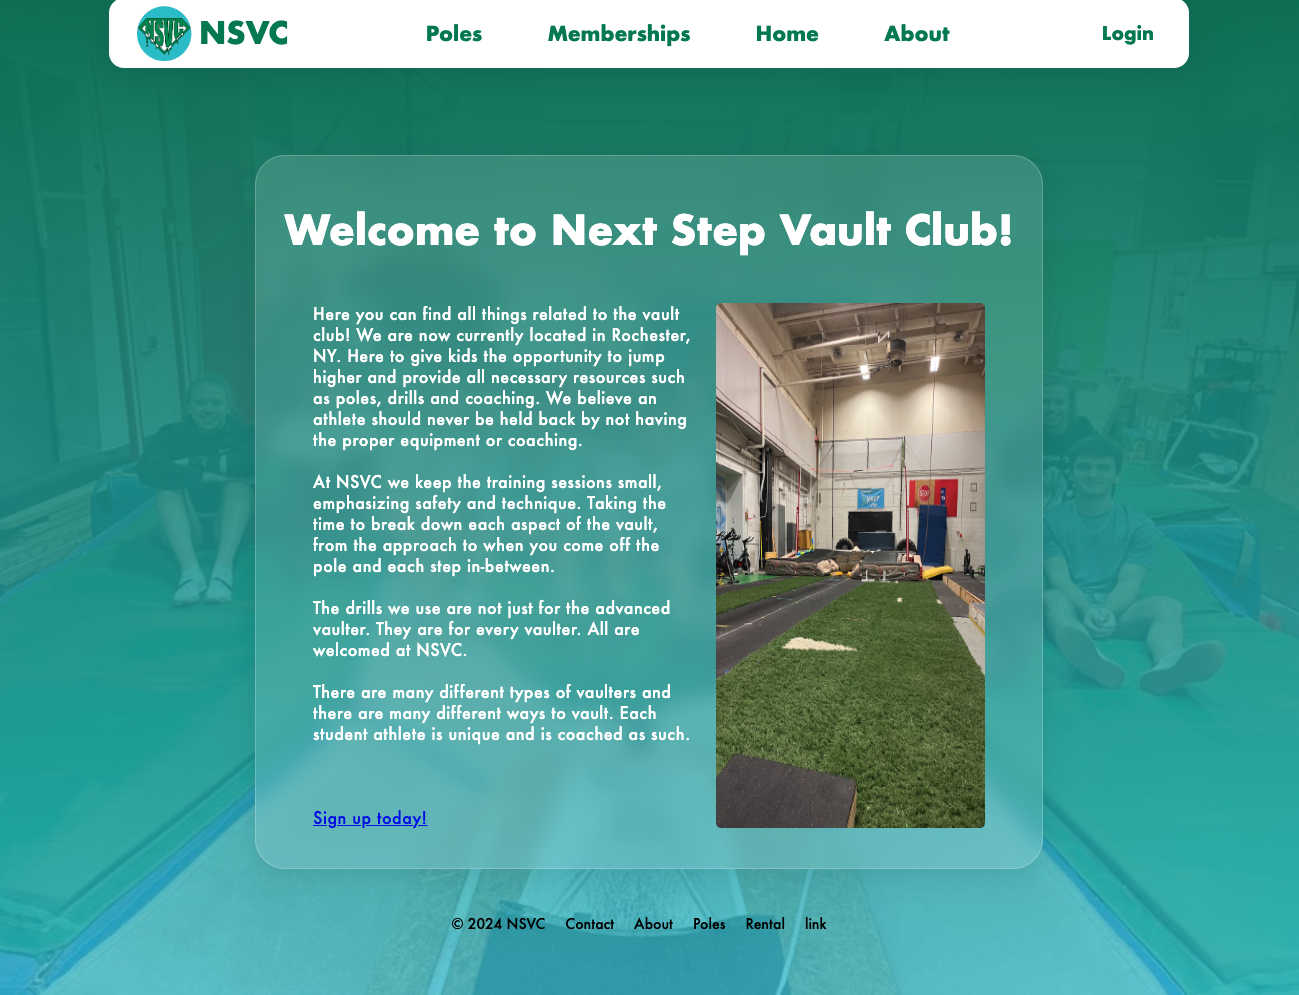 NSVC NSVC Poles Memberships Home About Login
Welcome to Next Step Vault Club!
Here you can find all things related to the vault
club! We are now currently located in Rochester,
NY. Here to give kids the opportunity to jump
higher and provide all necessary resources such
as poles, drills and coaching. We believe an
athlete should never be held back by not having
the proper equipment or coaching.
At NSVC we keep the training sessions small,
emphasizing safety and technique. Taking the
time to break down each aspect of the vault,
from the approach to when you come off the
pole and each step in-between.
The drills we use are not just for the advanced
vaulter. They are for every vaulter. All are
welcomed at NSVC.
There are many different types of vaulters and
there are many different ways to vault. Each
student athlete is unique and is coached as such.
Sign up today!
© 2024 NSVC Contact About Poles Rental link